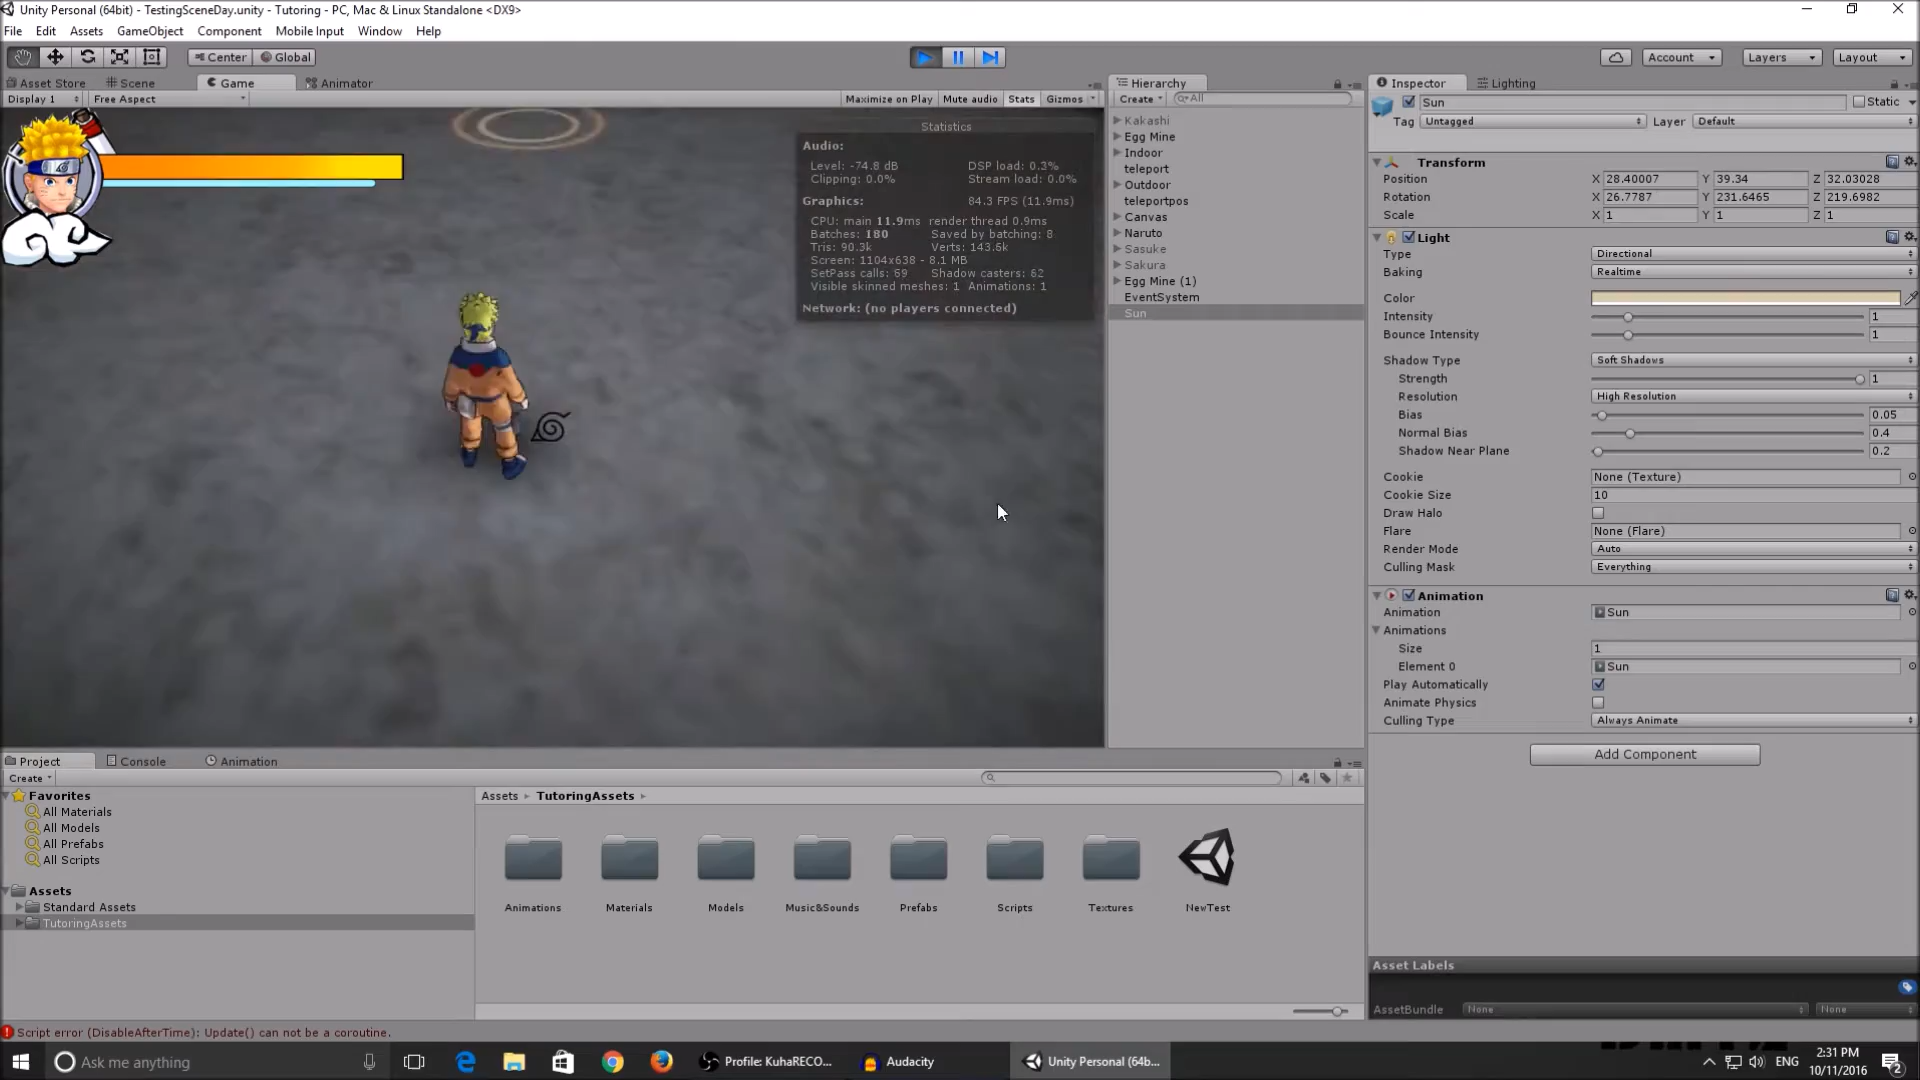 Unity Personal (64bit) - TestingSceneDay.unity - Tutoring - PC, Mac & Linux Standalone <DX9>
File Edit Assets GameObject Component Mobile Input Window Help
Center Global Account Layers Layout
Asset Store Scene Game Animator
Display 1 Free Aspect Maximize on Play Mute audio Stats Gizmos
Statistics
Audio:
Level: -74.8 dB DSP load: 0.3%
Clipping: 0.0% Stream load: 0.0%
Graphics: 84.3 FPS (11.9ms)
CPU: main 11.9ms render thread 0.9ms
Batches: 180 Saved by batching: 8
Tris: 90.3k Verts: 143.6k
Screen: 1104x638 - 8.1 MB
SetPass calls: 69 Shadow casters: 62
Visible skinned meshes: 1 Animations: 1
Network: (no players connected)
Hierarchy
Create All
Kakashi
Egg Mine
Indoor
teleport
Outdoor
teleportpos
Canvas
Naruto
Sasuke
Sakura
Egg Mine (1)
EventSystem
Sun
Inspector Lighting
Sun Static
Tag Untagged Layer Default
Transform
Position X 28.40007 Y 39.34 Z 32.03028
Rotation X 26.7787 Y 231.6465 Z 219.6982
Scale X 1 Y 1 Z 1
Light
Type Directional
Baking Realtime
Color
Intensity 1
Bounce Intensity 1
Shadow Type Soft Shadows
Strength 1
Resolution High Resolution
Bias 0.05
Normal Bias 0.4
Shadow Near Plane 0.2
Cookie None (Texture)
Cookie Size 10
Draw Halo
Flare None (Flare)
Render Mode Auto
Culling Mask Everything
Animation
Animation Sun
Animations
Size 1
Element 0 Sun
Play Automatically
Animate Physics
Culling Type Always Animate
Add Component
Asset Labels
AssetBundle None None
Project Console Animation
Create
Favorites
All Materials
All Models
All Prefabs
All Scripts
Assets
Standard Assets
TutoringAssets
Assets TutoringAssets
Animations Materials Models Music&Sounds Prefabs Scripts Textures NewTest
Script error (DisableAfterTime): Update() can not be a coroutine.
Ask me anything Profile: KuhaRECO... Audacity Unity Personal (64b... ENG 2:31 PM
10/11/2016 2